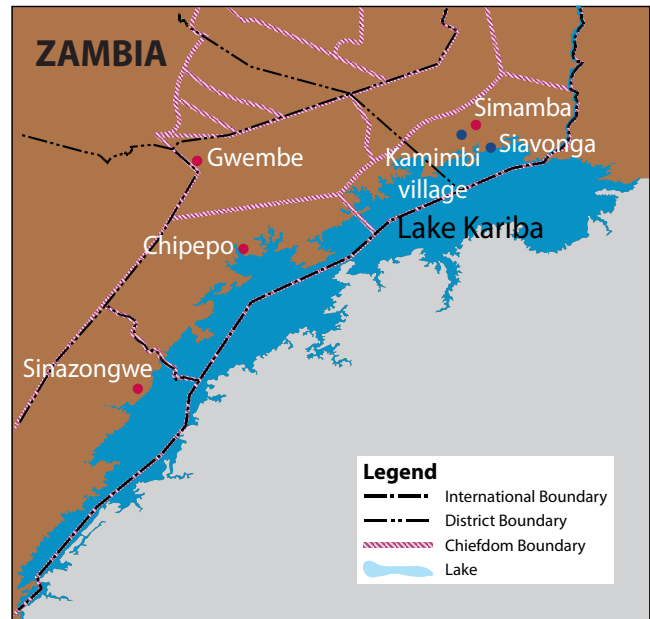 ZAMBIA
Simamba
Siavonga
Kamimbi
village
Gwembe
Lake Kariba
Chipepo
Sinazongwe
Legend
International Boundary
District Boundary
Chiefdom Boundary
Lake